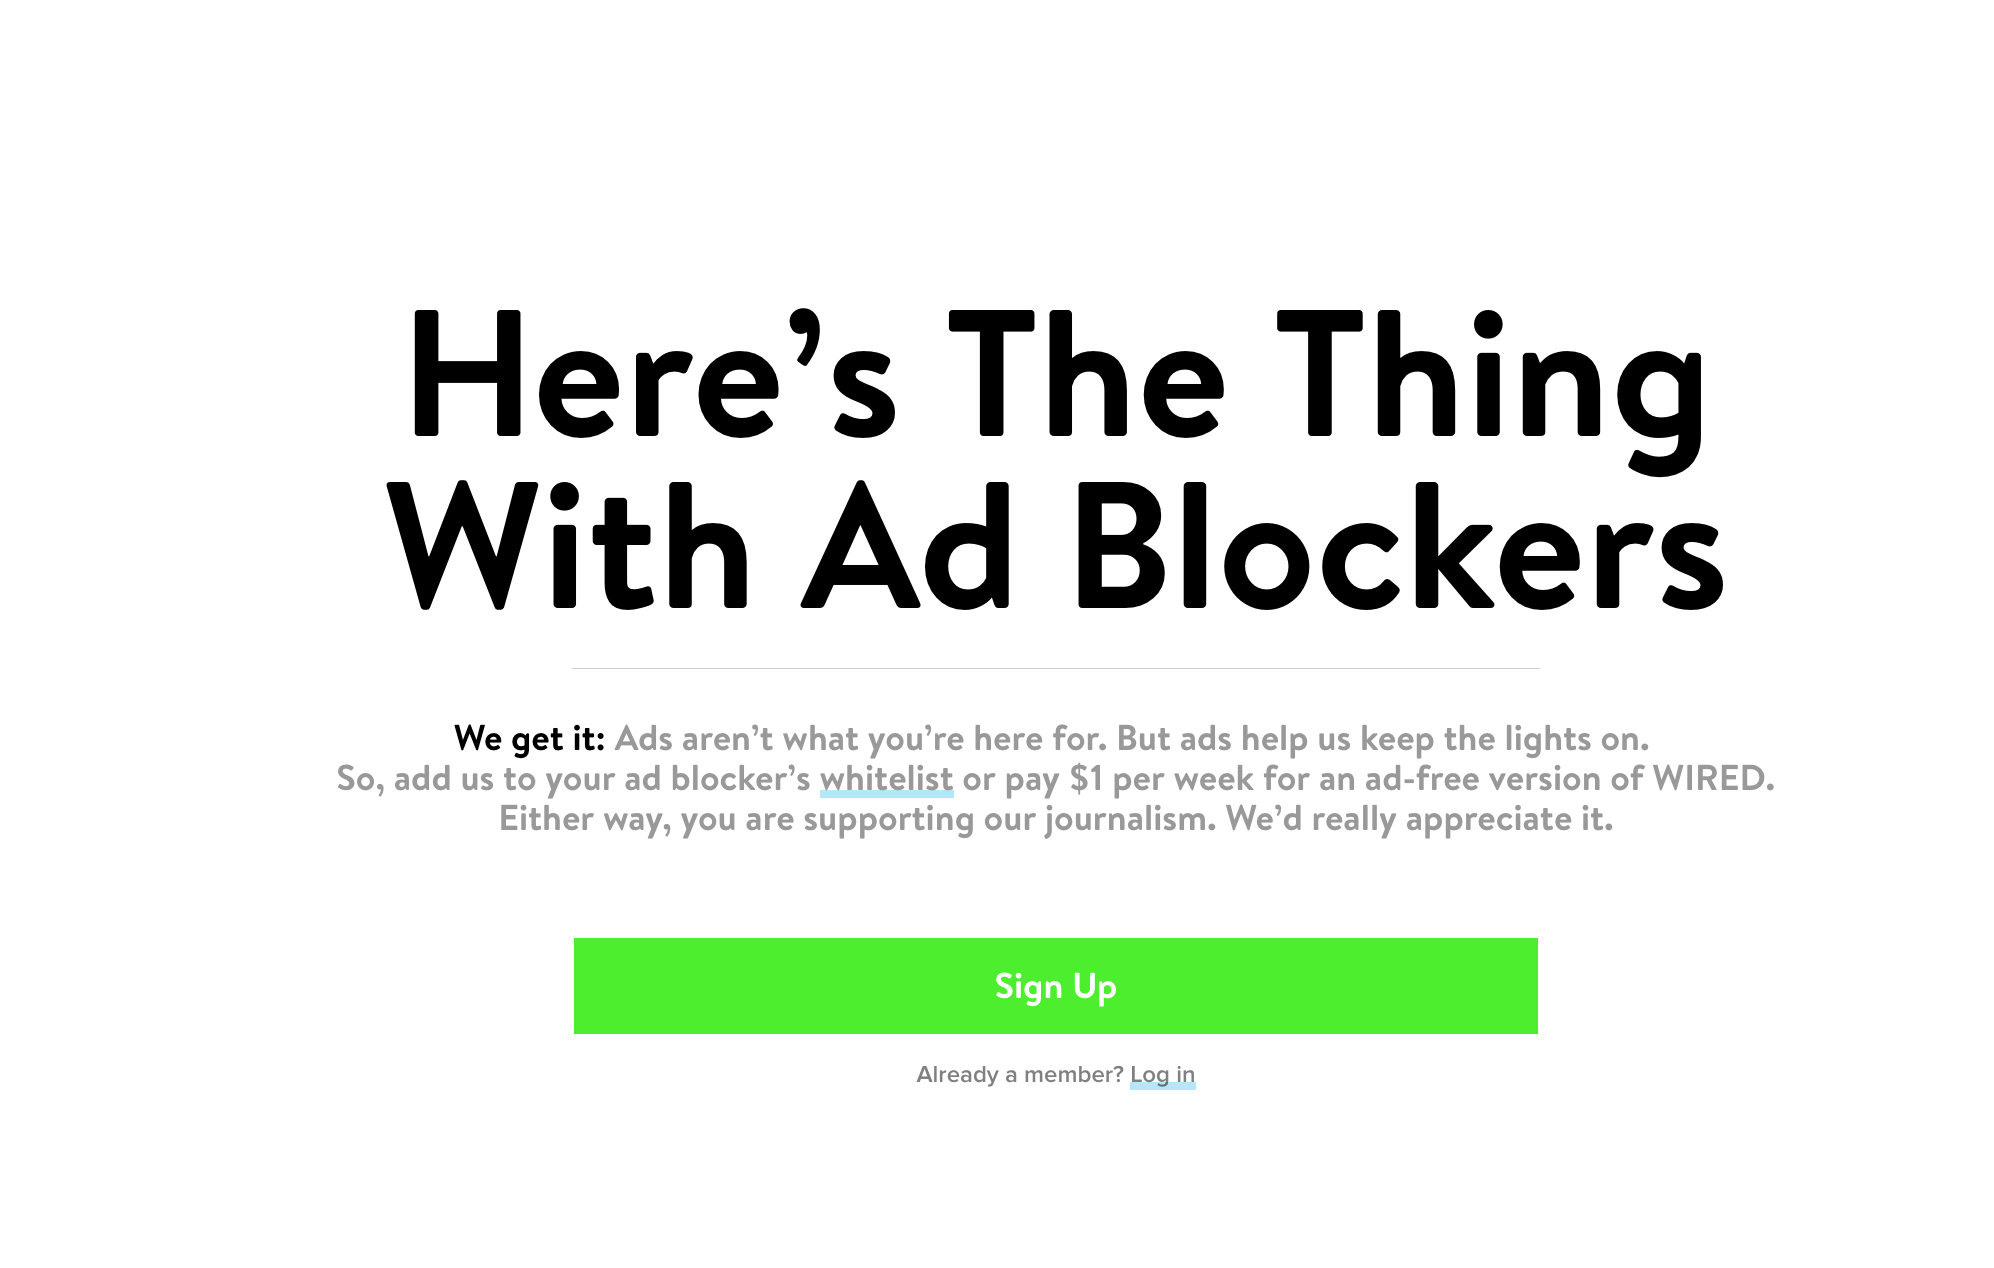 Here’s The Thing
With Ad Blockers
We get it: Ads aren’t what you’re here for. But ads help us keep the lights on.
So, add us to your ad blocker’s whitelist or pay $1 per week for an ad-free version of WIRED.
Either way, you are supporting our journalism. We’d really appreciate it.
Sign Up
Already a member? Log in